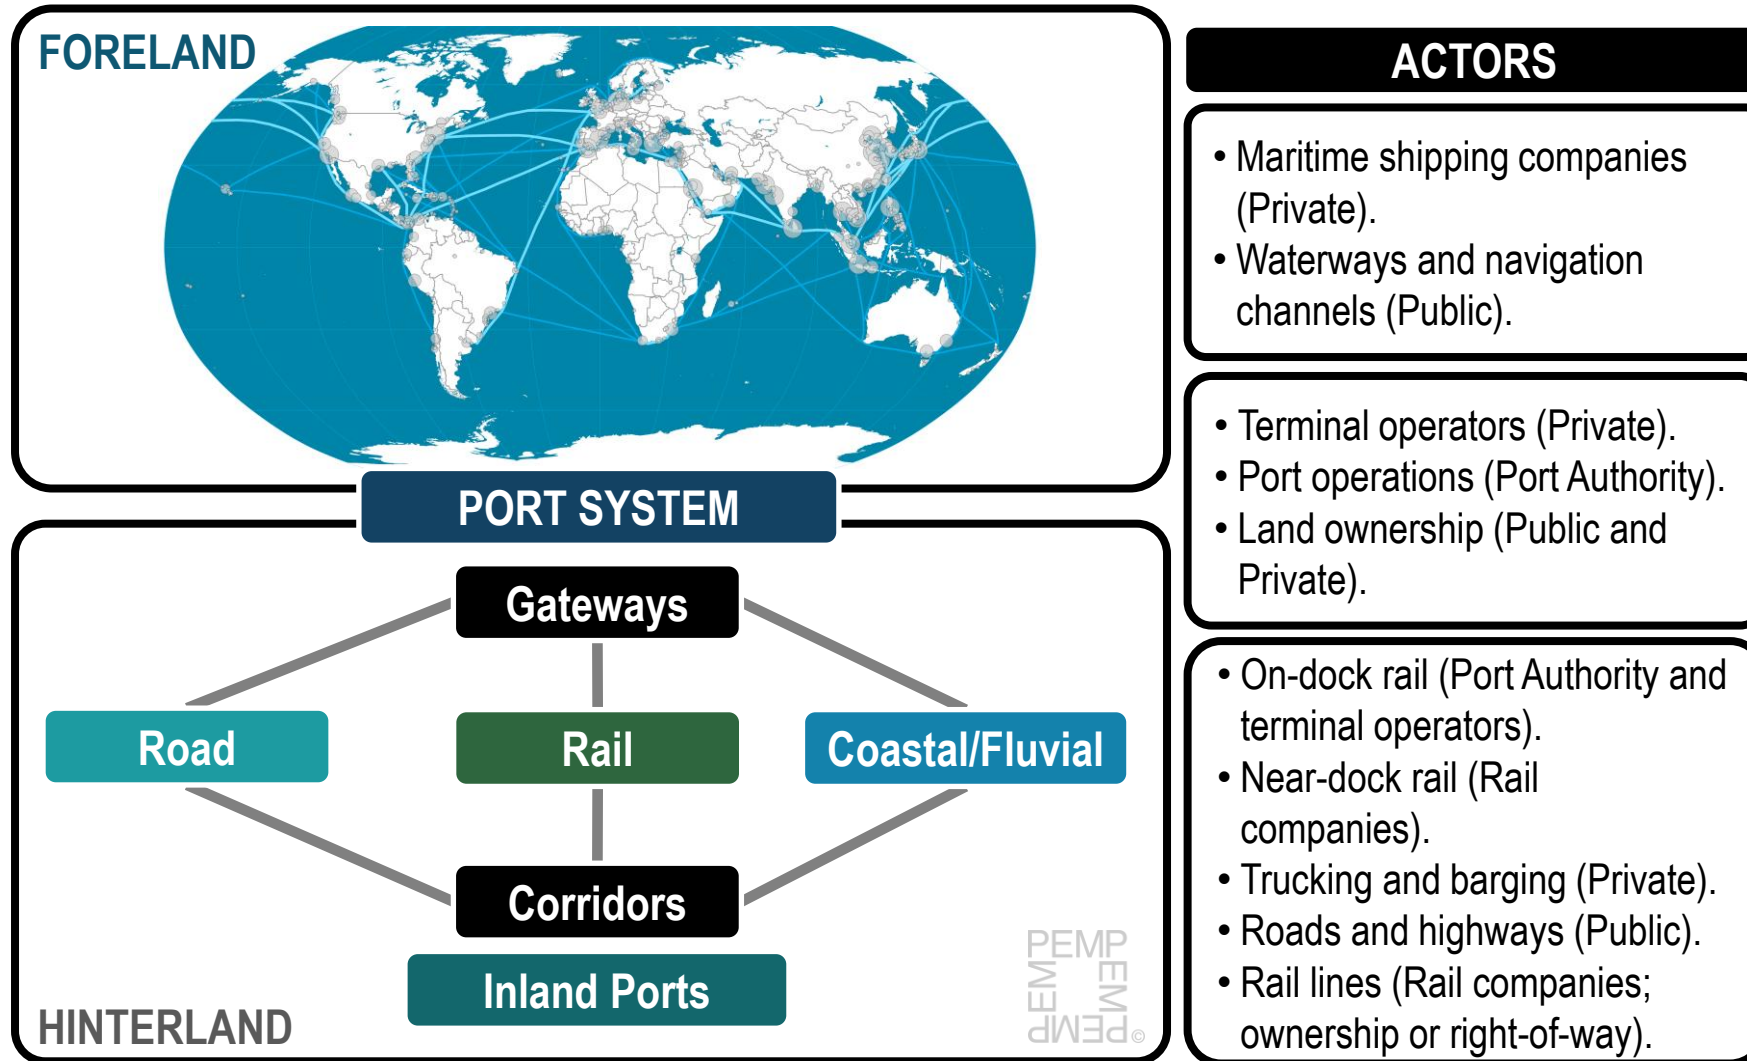 FORELAND
PORT SYSTEM
Gateways
Road
Rail
Coastal/Fluvial
Corridors
Inland Ports
HINTERLAND
PEMP
PEMP
PEMP
PEMP
©
ACTORS
• Maritime shipping companies
(Private).
• Waterways and navigation
channels (Public).
• Terminal operators (Private).
• Port operations (Port Authority).
• Land ownership (Public and
Private).
• On-dock rail (Port Authority and
terminal operators).
• Near-dock rail (Rail
companies).
• Trucking and barging (Private).
• Roads and highways (Public).
• Rail lines (Rail companies;
ownership or right-of-way).